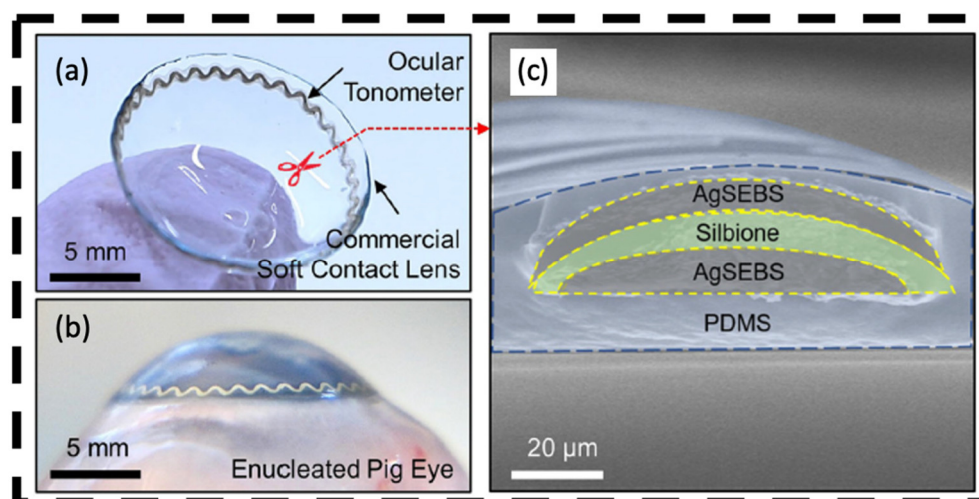 (a)
Ocular
Tonometer
Commercial
Soft Contact Lens
5 mm
(b)
5 mm
Enucleated Pig Eye
(c)
AgSEBS
Silbione
AgSEBS
PDMS
20 µm